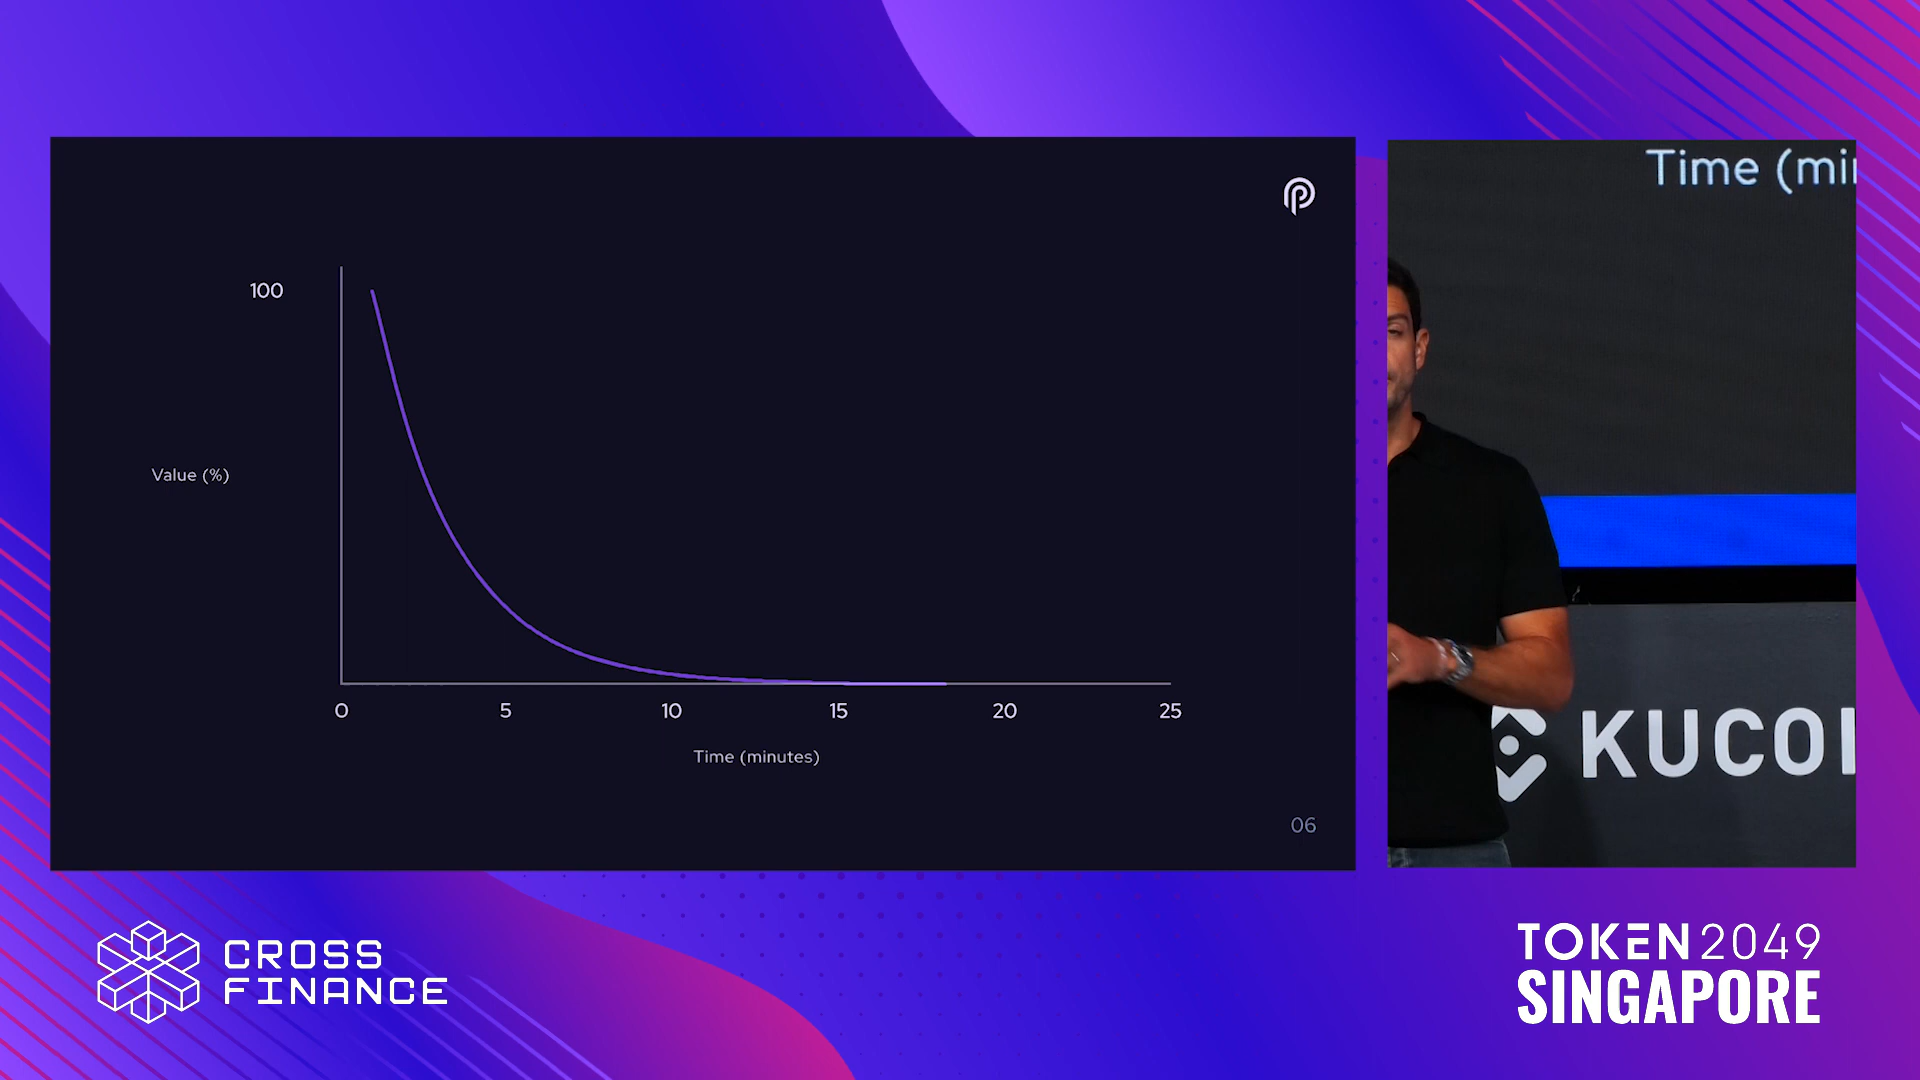 100
Value (%)
0 5 10 15 20 25
Time (minutes)
06
Time (mi
KUCOI
CROSS
FINANCE
TOKEN2049
SINGAPORE